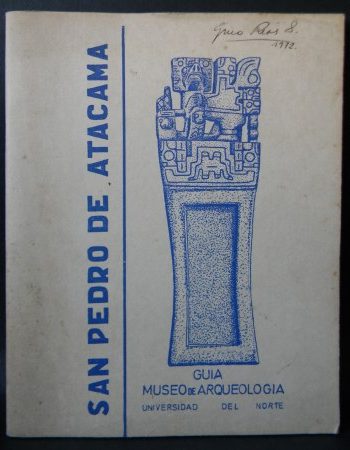 1972.
SAN PEDRO DE ATACAMA
GUIA
MUSEO DE ARQUEOLOGIA
UNIVERSIDAD DEL NORTE